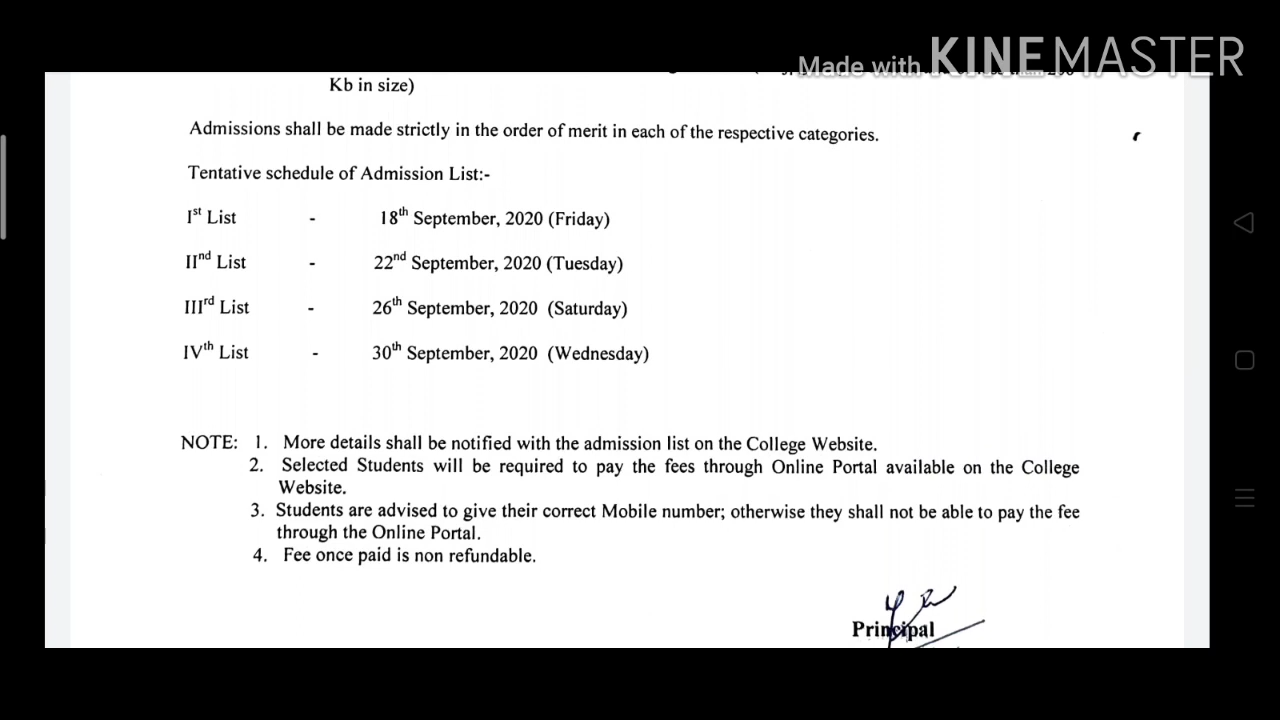 Made with KINEMASTER
Kb in size)
Admissions shall be made strictly in the order of merit in each of the respective categories.
Tentative schedule of Admission List:-
Ist List - 18th September, 2020 (Friday)
IInd List - 22nd September, 2020 (Tuesday)
IIIrd List - 26th September, 2020 (Saturday)
IVth List - 30th September, 2020 (Wednesday)
NOTE: 1. More details shall be notified with the admission list on the College Website.
2. Selected Students will be required to pay the fees through Online Portal available on the College
Website.
3. Students are advised to give their correct Mobile number; otherwise they shall not be able to pay the fee
through the Online Portal.
4. Fee once paid is non refundable.
Principal